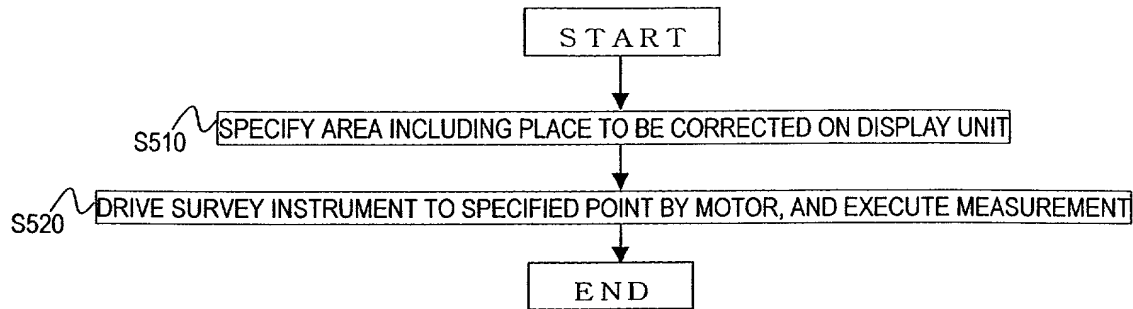 START
S510 SPECIFY AREA INCLUDING PLACE TO BE CORRECTED ON DISPLAY UNIT
S520 DRIVE SURVEY INSTRUMENT TO SPECIFIED POINT BY MOTOR, AND EXECUTE MEASUREMENT
END